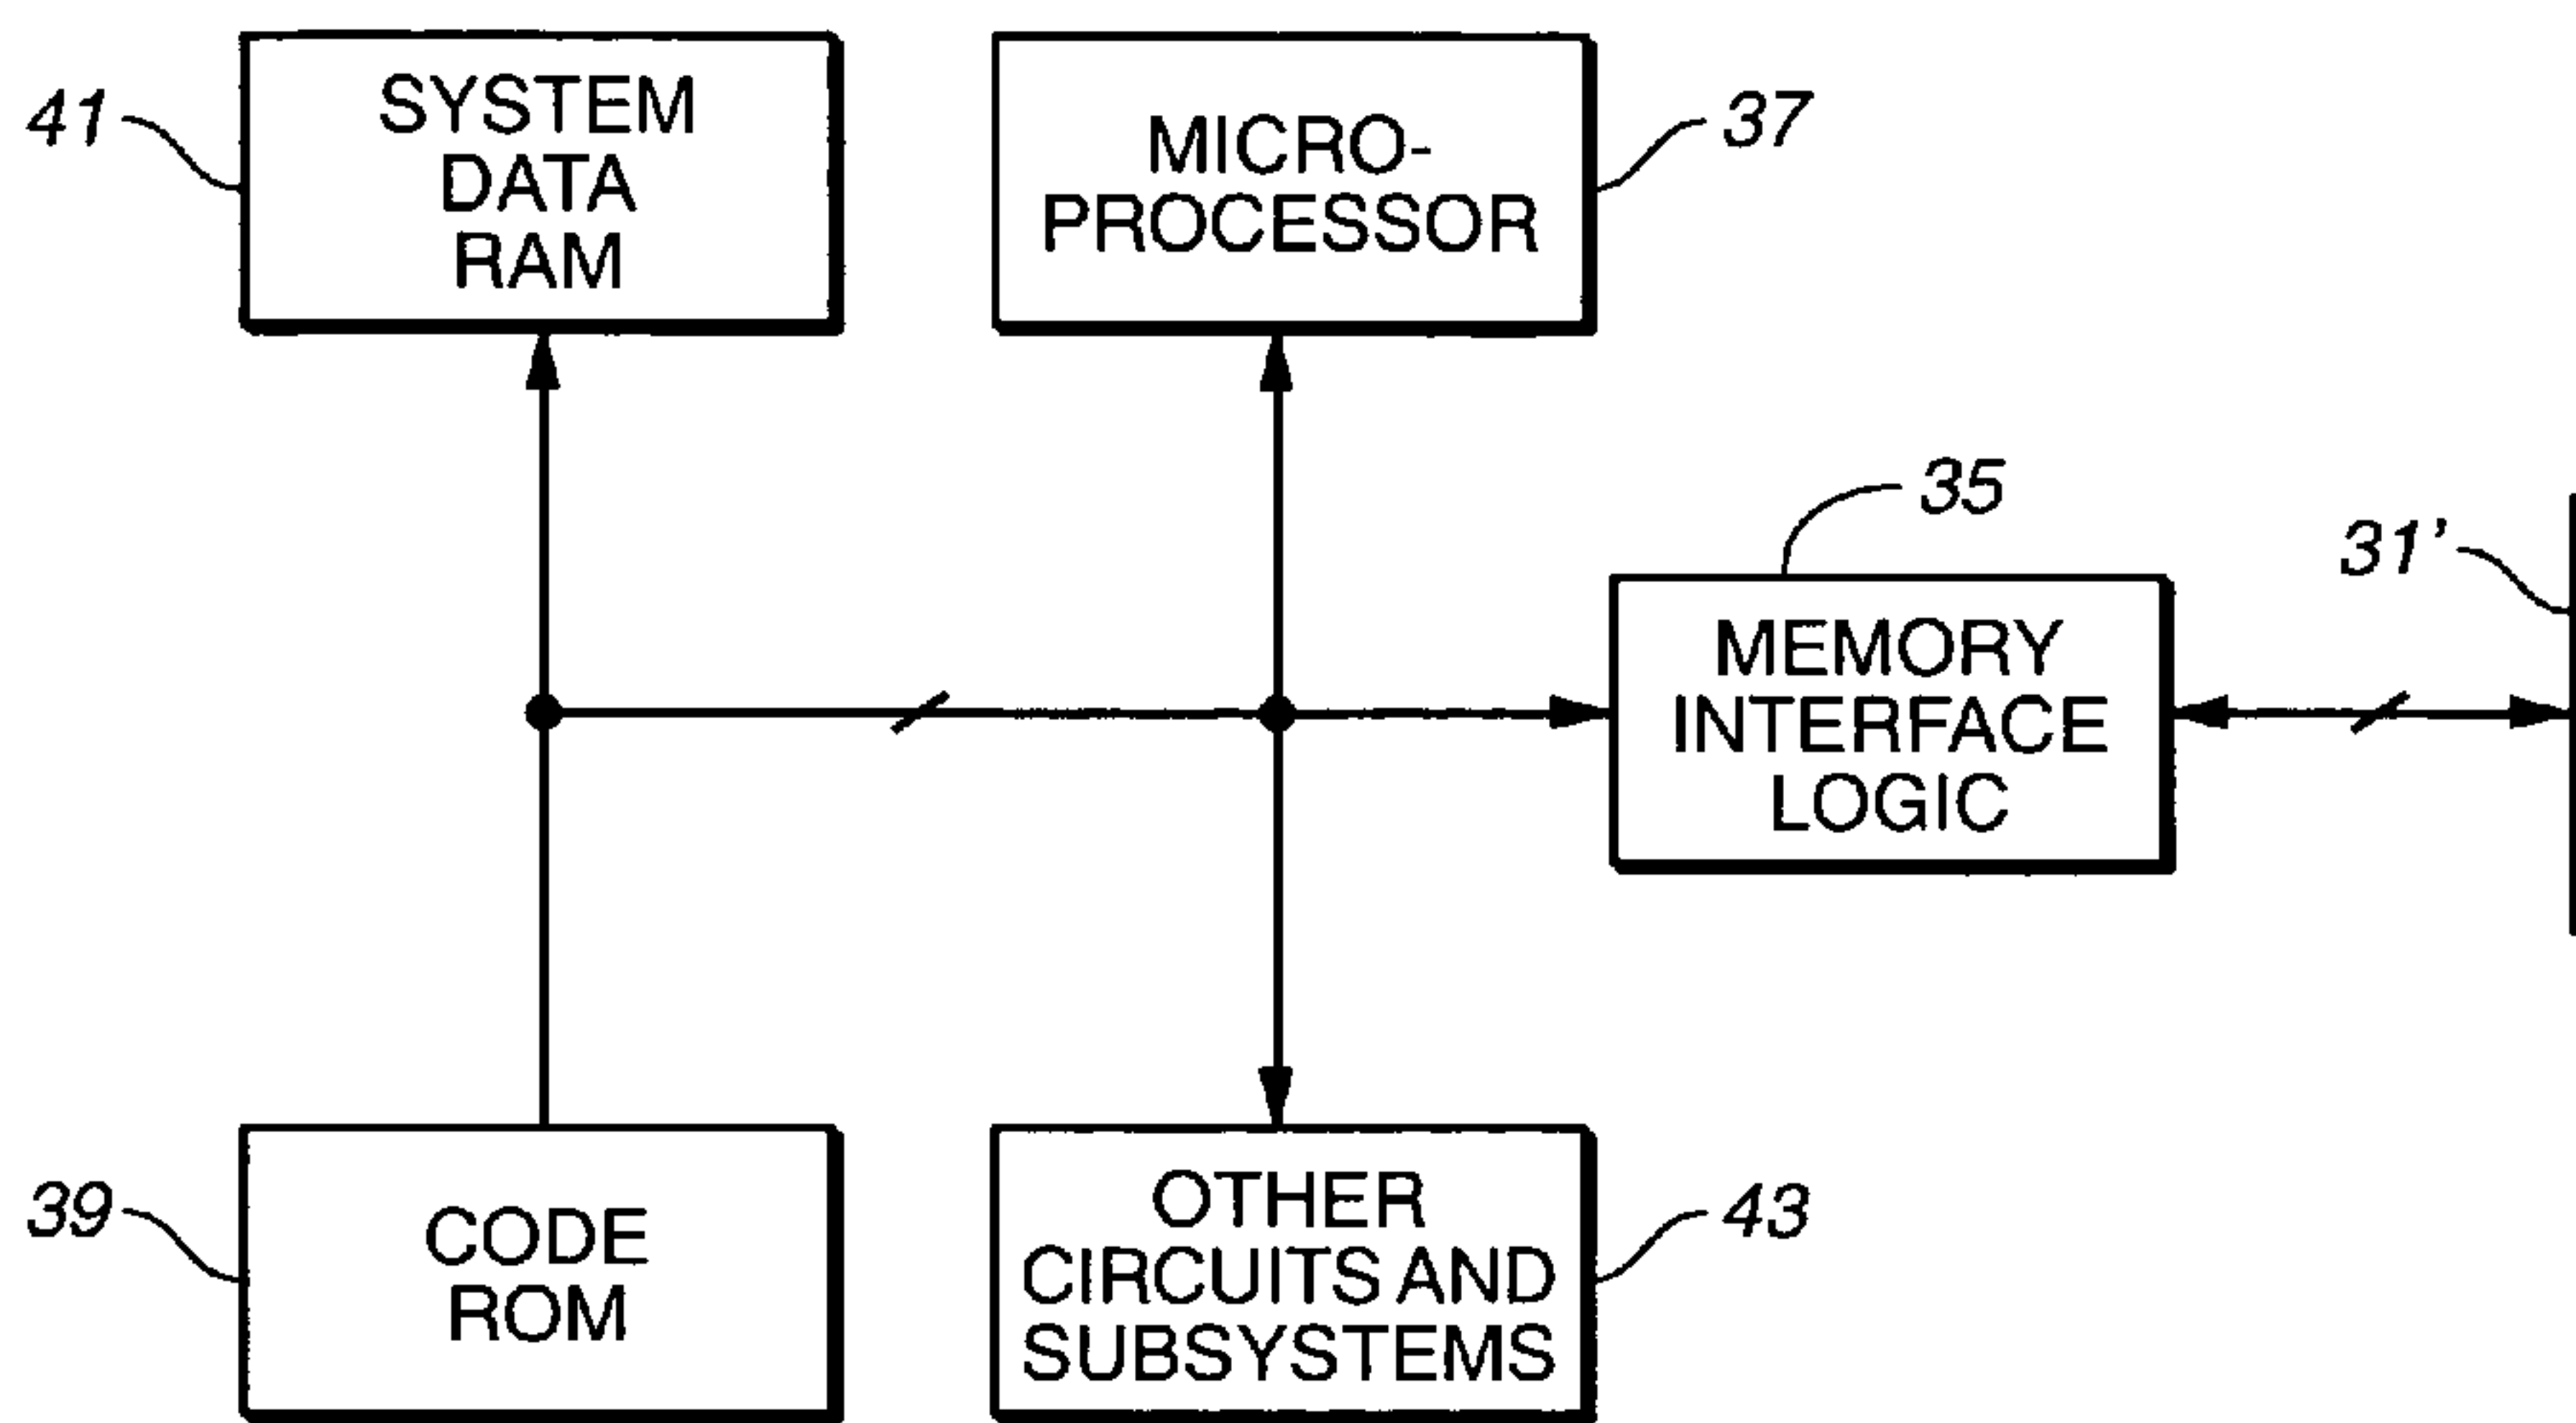 41
SYSTEM
DATA
RAM
MICRO-
PROCESSOR
37
35
MEMORY
INTERFACE
LOGIC
31’
39
CODE
ROM
OTHER
CIRCUITS AND
SUBSYSTEMS
43